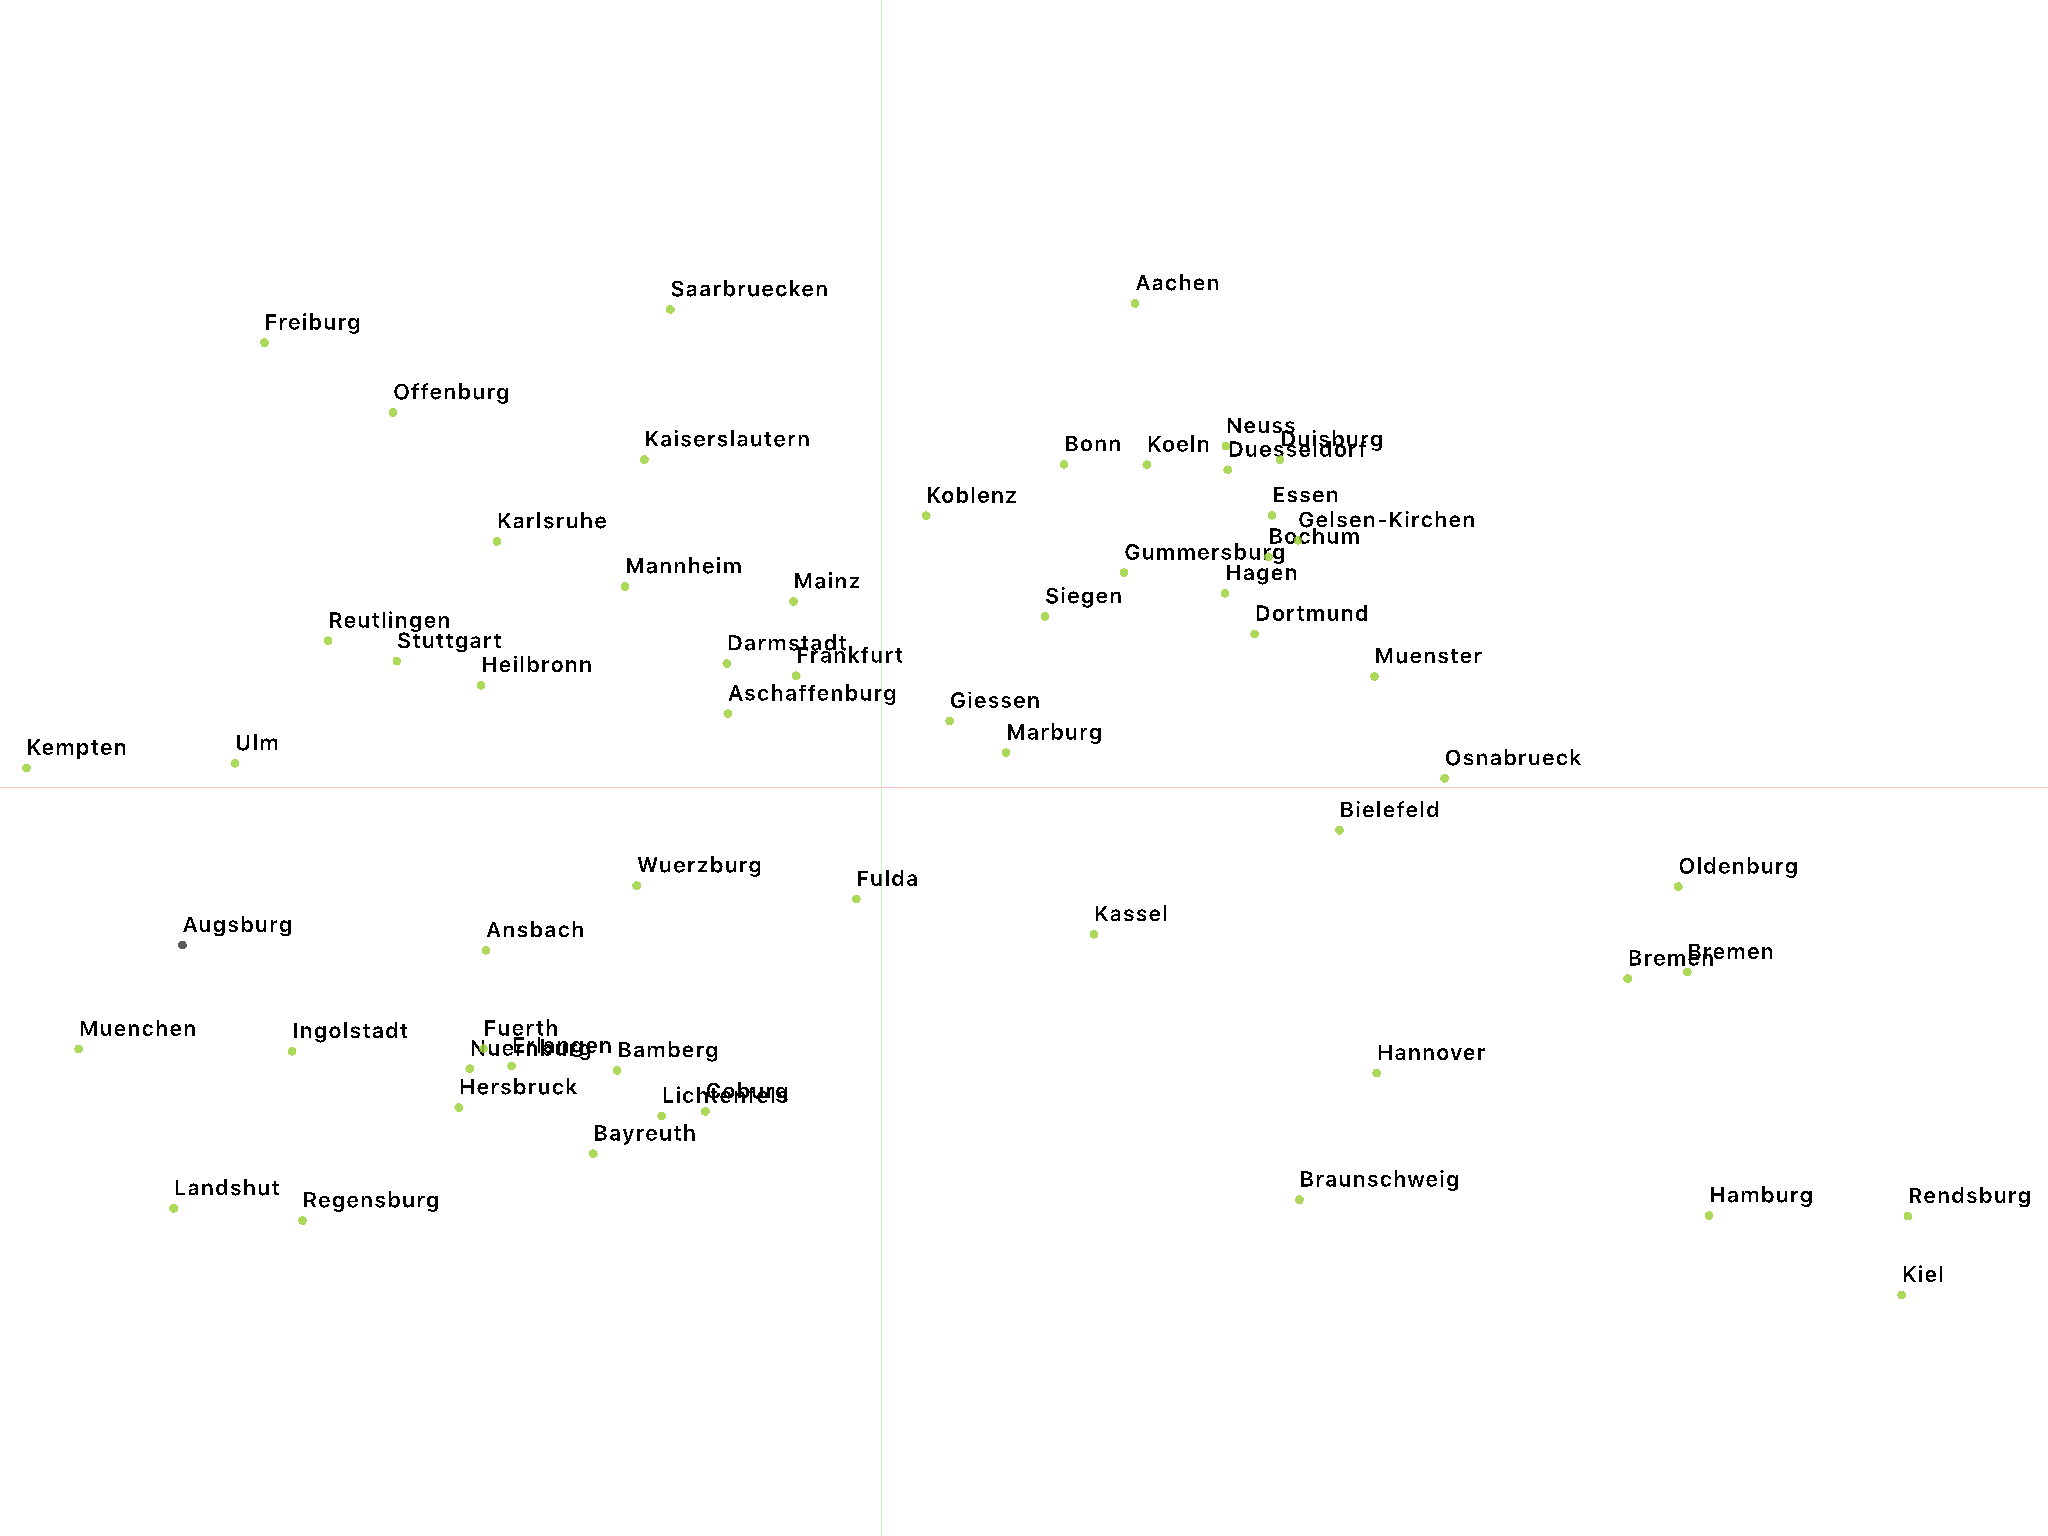 Aachen
Saarbruecken
Freiburg
Offenburg
Neuss
Kaiserslautern
Duisburg
Bonn
Koeln
Duesseldorf
Koblenz
Essen
Karlsruhe
Gelsen-Kirchen
Bochum
Gummersburg
Mannheim
Hagen
Mainz
Siegen
Dortmund
Reutlingen
Stuttgart
Darmstadt
Frankfurt
Muenster
Heilbronn
Aschaffenburg
Giessen
Marburg
Ulm
Kempten
Osnabrueck
Bielefeld
Wuerzburg
Oldenburg
Fulda
Kassel
Augsburg
Ansbach
Bremen
Bremen
Muenchen
Fuerth
Ingolstadt
Erlangen
Nuernburg
Bamberg
Hannover
Hersbruck
Coburg
Lichtenfels
Bayreuth
Braunschweig
Landshut
Hamburg
Rendsburg
Regensburg
Kiel